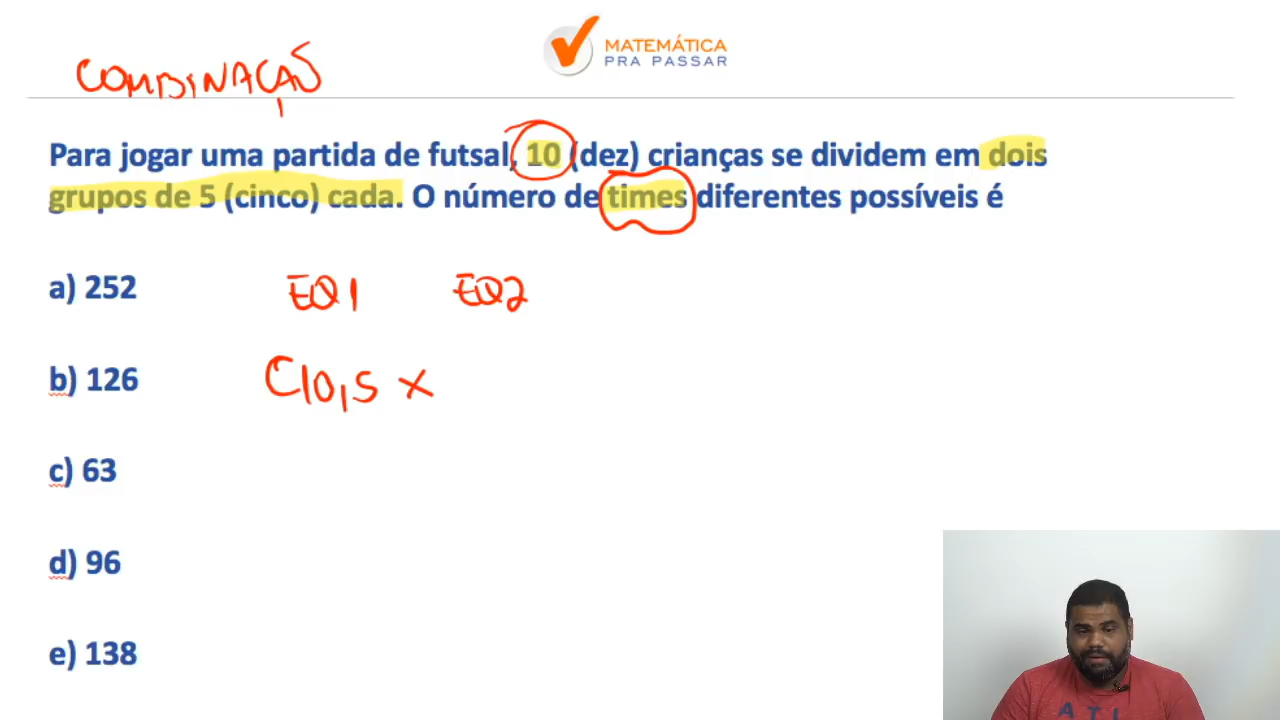 MATEMÁTICA
PRA PASSAR
COMBINAÇÃO
Para jogar uma partida de futsal, 10 (dez) crianças se dividem em dois
grupos de 5 (cinco) cada. O número de times diferentes possíveis é
a) 252
EQ1 EQ2
b) 126
C10,5 ×
c) 63
d) 96
e) 138